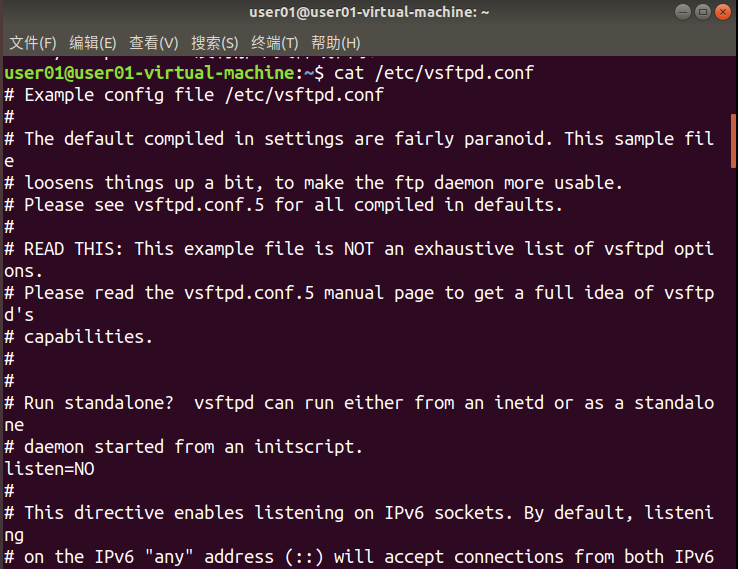 user01@user01-virtual-machine: ~
文件(F) 编辑(E) 查看(V) 搜索(S) 终端(T) 帮助(H)
user01@user01-virtual-machine:~$ cat /etc/vsftpd.conf
# Example config file /etc/vsftpd.conf
#
# The default compiled in settings are fairly paranoid. This sample fil
e
# loosens things up a bit, to make the ftp daemon more usable.
# Please see vsftpd.conf.5 for all compiled in defaults.
#
# READ THIS: This example file is NOT an exhaustive list of vsftpd opti
ons.
# Please read the vsftpd.conf.5 manual page to get a full idea of vsftp
d's
# capabilities.
#
#
# Run standalone?  vsftpd can run either from an inetd or as a standalo
ne
# daemon started from an initscript.
listen=NO
#
# This directive enables listening on IPv6 sockets. By default, listeni
ng
# on the IPv6 "any" address (::) will accept connections from both IPv6